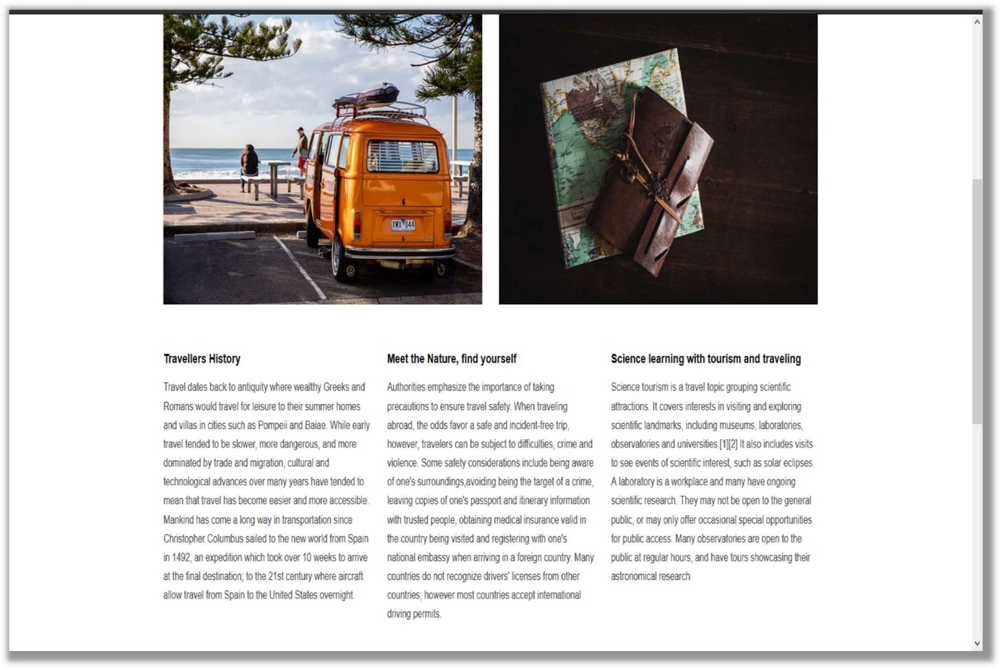 XWX 044
Travellers History
Travel dates back to antiquity where wealthy Greeks and
Romans would travel for leisure to their summer homes
and villas in cities such as Pompeii and Baiae. While early
travel tended to be slower, more dangerous, and more
dominated by trade and migration, cultural and
technological advances over many years have tended to
mean that travel has become easier and more accessible.
Mankind has come a long way in transportation since
Christopher Columbus sailed to the new world from Spain
in 1492, an expedition which took over 10 weeks to arrive
at the final destination; to the 21st century where aircraft
allow travel from Spain to the United States overnight.
Meet the Nature, find yourself
Authorities emphasize the importance of taking
precautions to ensure travel safety. When traveling
abroad, the odds favor a safe and incident-free trip,
however, travelers can be subject to difficulties, crime and
violence. Some safety considerations include being aware
of one's surroundings,avoiding being the target of a crime,
leaving copies of one's passport and itinerary information
with trusted people, obtaining medical insurance valid in
the country being visited and registering with one's
national embassy when arriving in a foreign country. Many
countries do not recognize drivers' licenses from other
countries; however most countries accept international
driving permits.
Science learning with tourism and traveling
Science tourism is a travel topic grouping scientific
attractions. It covers interests in visiting and exploring
scientific landmarks, including museums, laboratories,
observatories and universities.[1][2] It also includes visits
to see events of scientific interest, such as solar eclipses.
A laboratory is a workplace and many have ongoing
scientific research. They may not be open to the general
public, or may only offer occasional special opportunities
for public access. Many observatories are open to the
public at regular hours, and have tours showcasing their
astronomical research